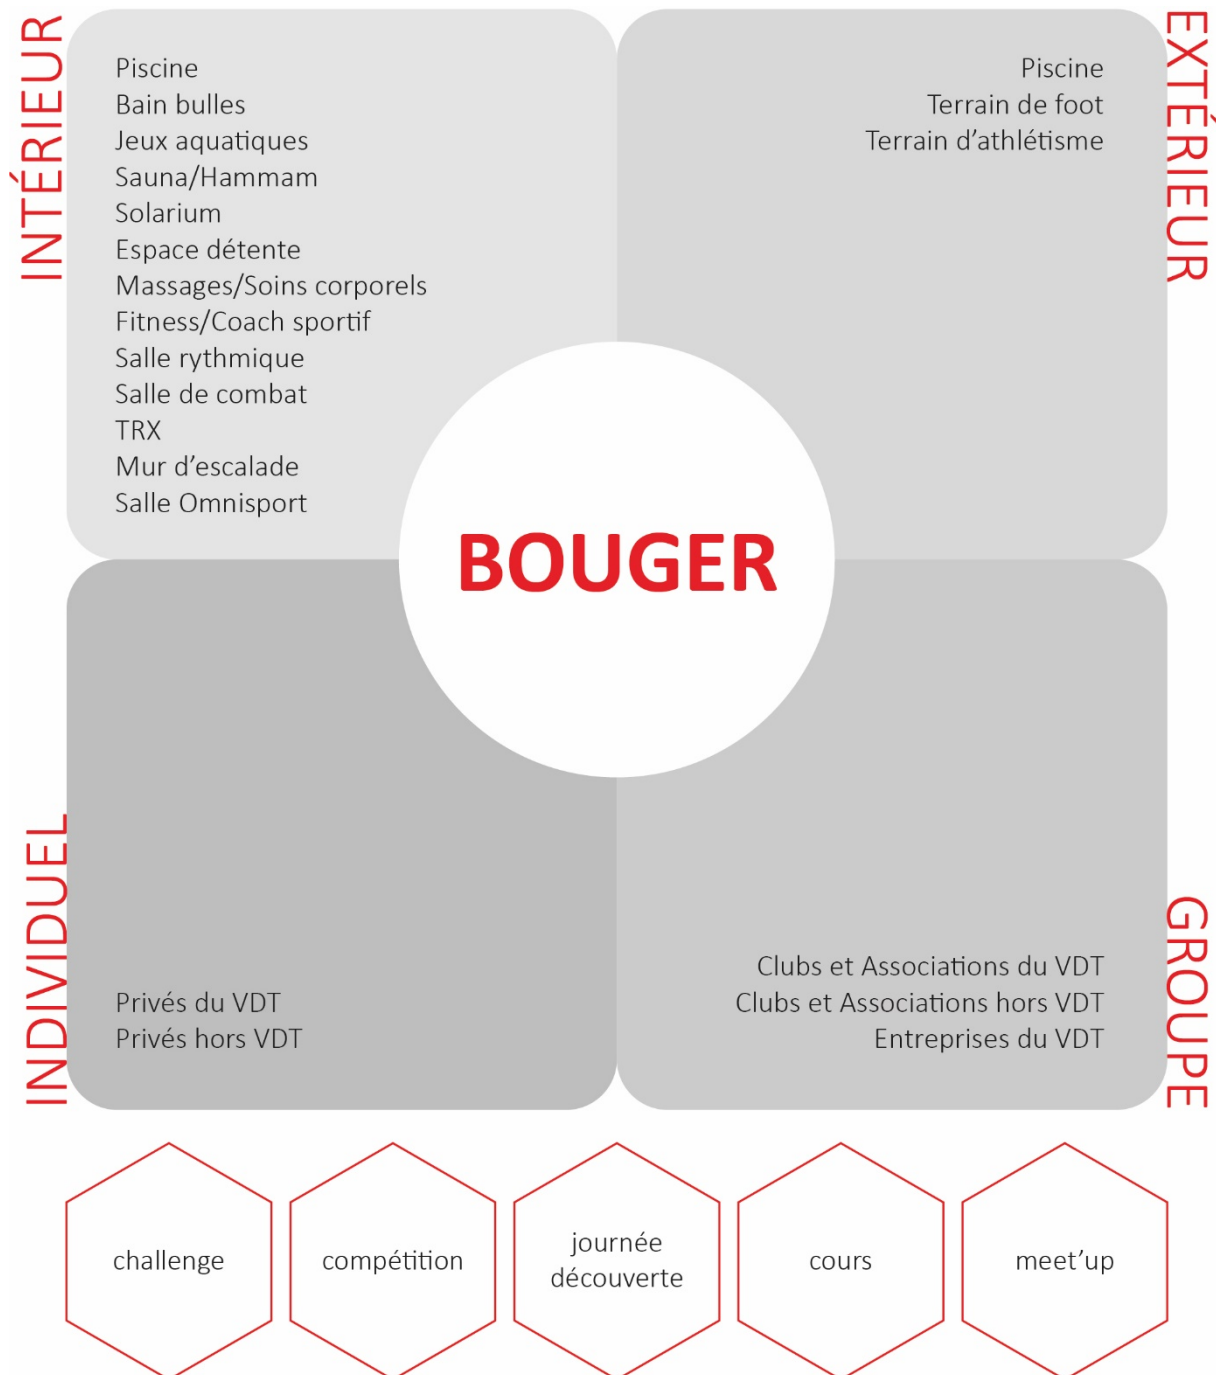 INTÉRIEUR
Piscine
Bain bulles
Jeux aquatiques
Sauna/Hammam
Solarium
Espace détente
Massages/Soins corporels
Fitness/Coach sportif
Salle rythmique
Salle de combat
TRX
Mur d’escalade
Salle Omnisport
EXTÉRIEUR
Piscine
Terrain de foot
Terrain d’athlétisme
BOUGER
INDIVIDUEL
Privés du VDT
Privés hors VDT
GROUPE
Clubs et Associations du VDT
Clubs et Associations hors VDT
Entreprises du VDT
challenge
compétition
journée
découverte
cours
meet’up